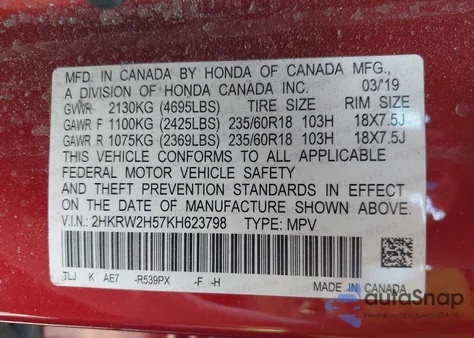 MFD. IN CANADA BY HONDA OF CANADA MFG.,
A DIVISION OF HONDA CANADA INC. 03/19
GVWR 2130KG (4695LBS) TIRE SIZE RIM SIZE
GAWR F 1100KG (2425LBS) 235/60R18 103H 18X7.5J
GAWR R 1075KG (2369LBS) 235/60R18 103H 18X7.5J
THIS VEHICLE CONFORMS TO ALL APPLICABLE
FEDERAL MOTOR VEHICLE SAFETY
AND THEFT PREVENTION STANDARDS IN EFFECT
ON THE DATE OF MANUFACTURE SHOWN ABOVE.
V.I.N.: 2HKRW2H57KH623798 TYPE: MPV
TLJ K AE7 -R539PX -F -H MADE IN CANADA
autoSnap